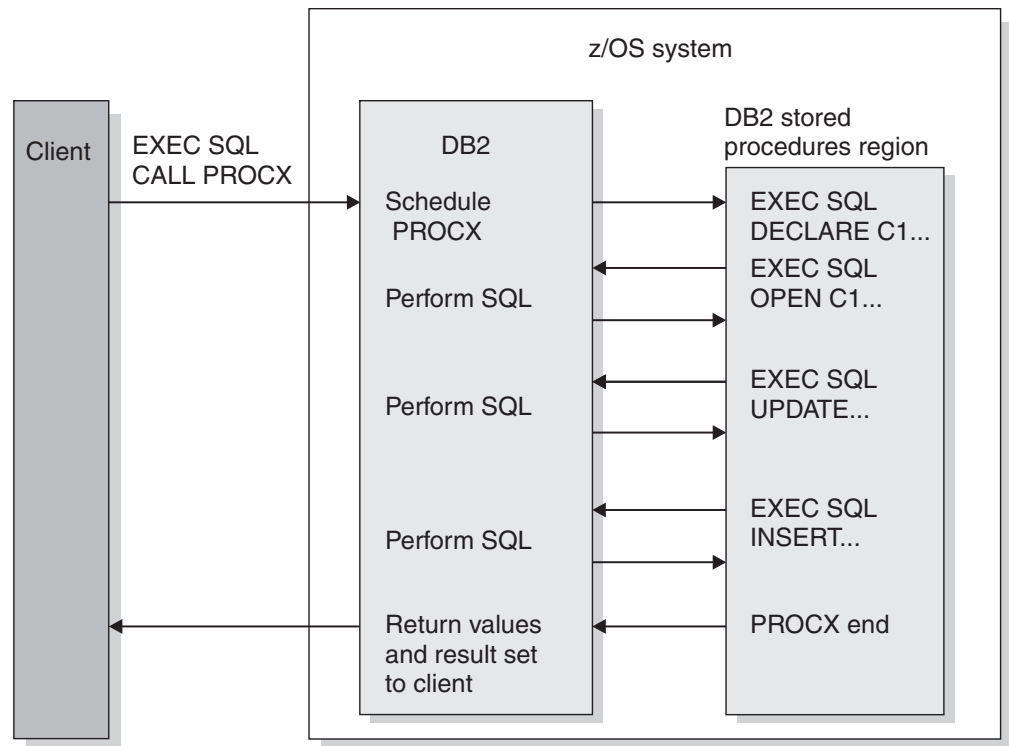 z/OS system
Client
EXEC SQL
CALL PROCX
DB2
Schedule
PROCX
Perform SQL
Perform SQL
Perform SQL
Return values
and result set
to client
DB2 stored
procedures region
EXEC SQL
DECLARE C1...
EXEC SQL
OPEN C1...
EXEC SQL
UPDATE...
EXEC SQL
INSERT...
PROCX end